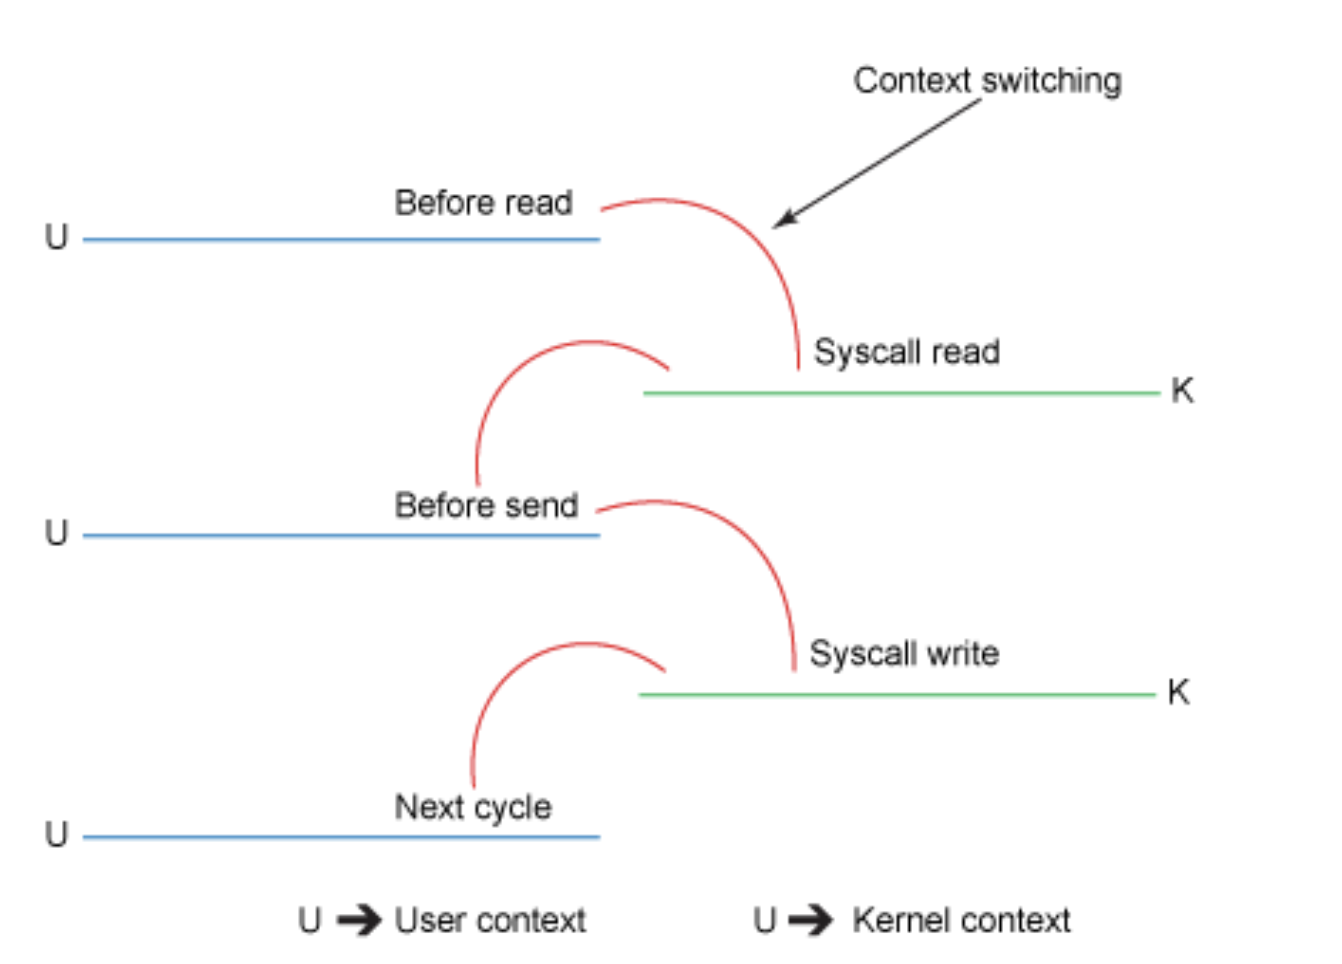 Context switching
Before read
U
Syscall read
K
Before send
U
Syscall write
K
Next cycle
U
U → User context
U → Kernel context